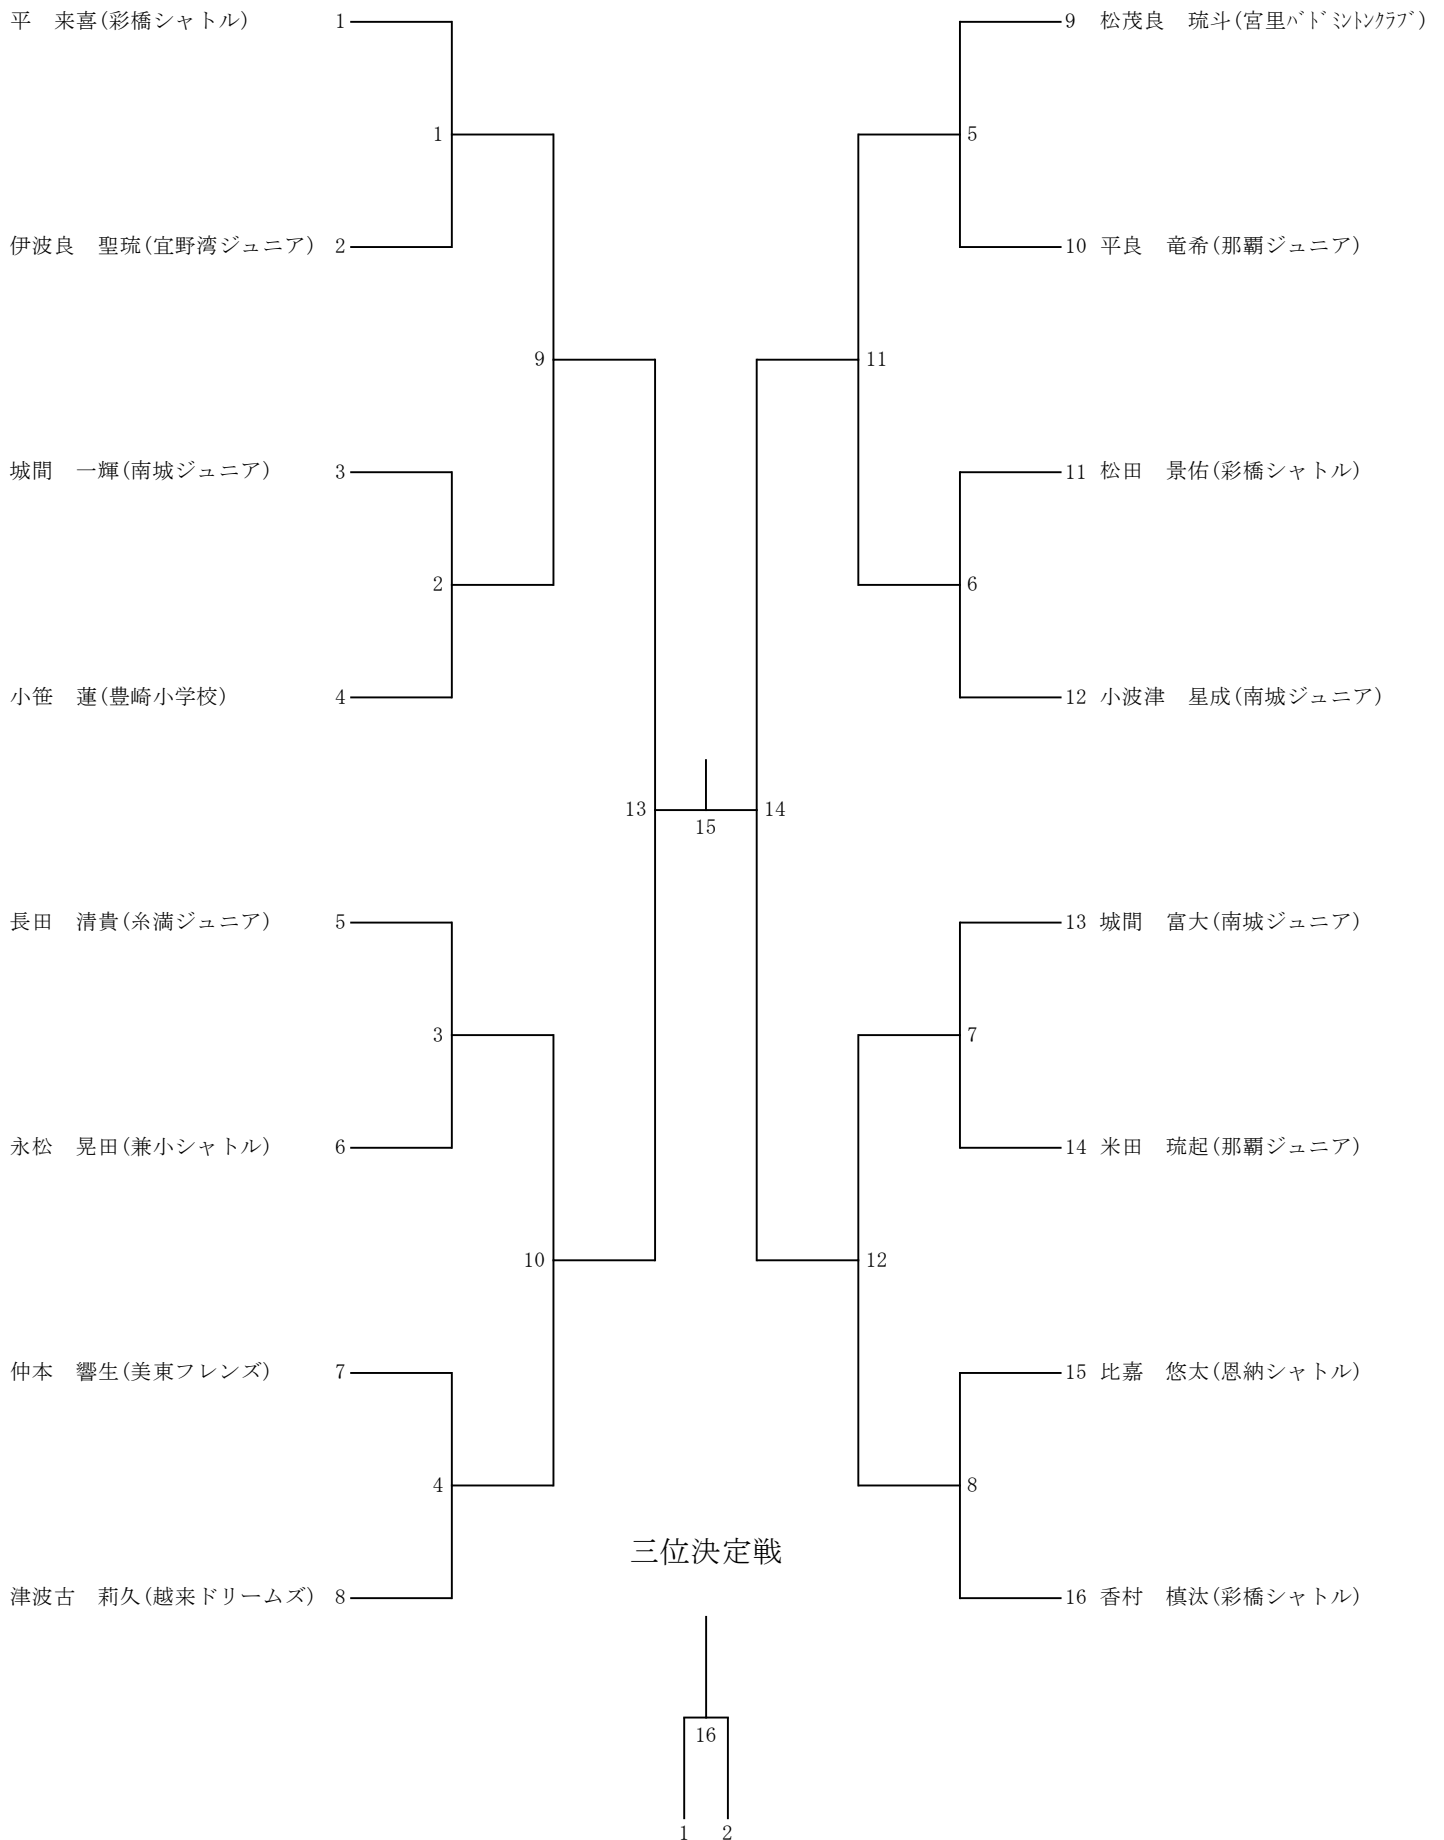 平　来喜(彩橋シャトル) 1
1
伊波良　聖琉(宜野湾ジュニア) 2
9
城間　一輝(南城ジュニア) 3
2
小笹　蓮(豊崎小学校) 4
13
長田　清貴(糸満ジュニア) 5
3
永松　晃田(兼小シャトル) 6
10
仲本　響生(美東フレンズ) 7
4
津波古　莉久(越来ドリームズ) 8
15
9 松茂良　琉斗(宮里ﾊﾞﾄﾞﾐﾝﾄﾝｸﾗﾌﾞ)
5
10 平良　竜希(那覇ジュニア)
11
11 松田　景佑(彩橋シャトル)
6
12 小波津　星成(南城ジュニア)
14
13 城間　富大(南城ジュニア)
7
14 米田　琉起(那覇ジュニア)
12
15 比嘉　悠太(恩納シャトル)
8
16 香村　槙汰(彩橋シャトル)
三位決定戦
16
1 2